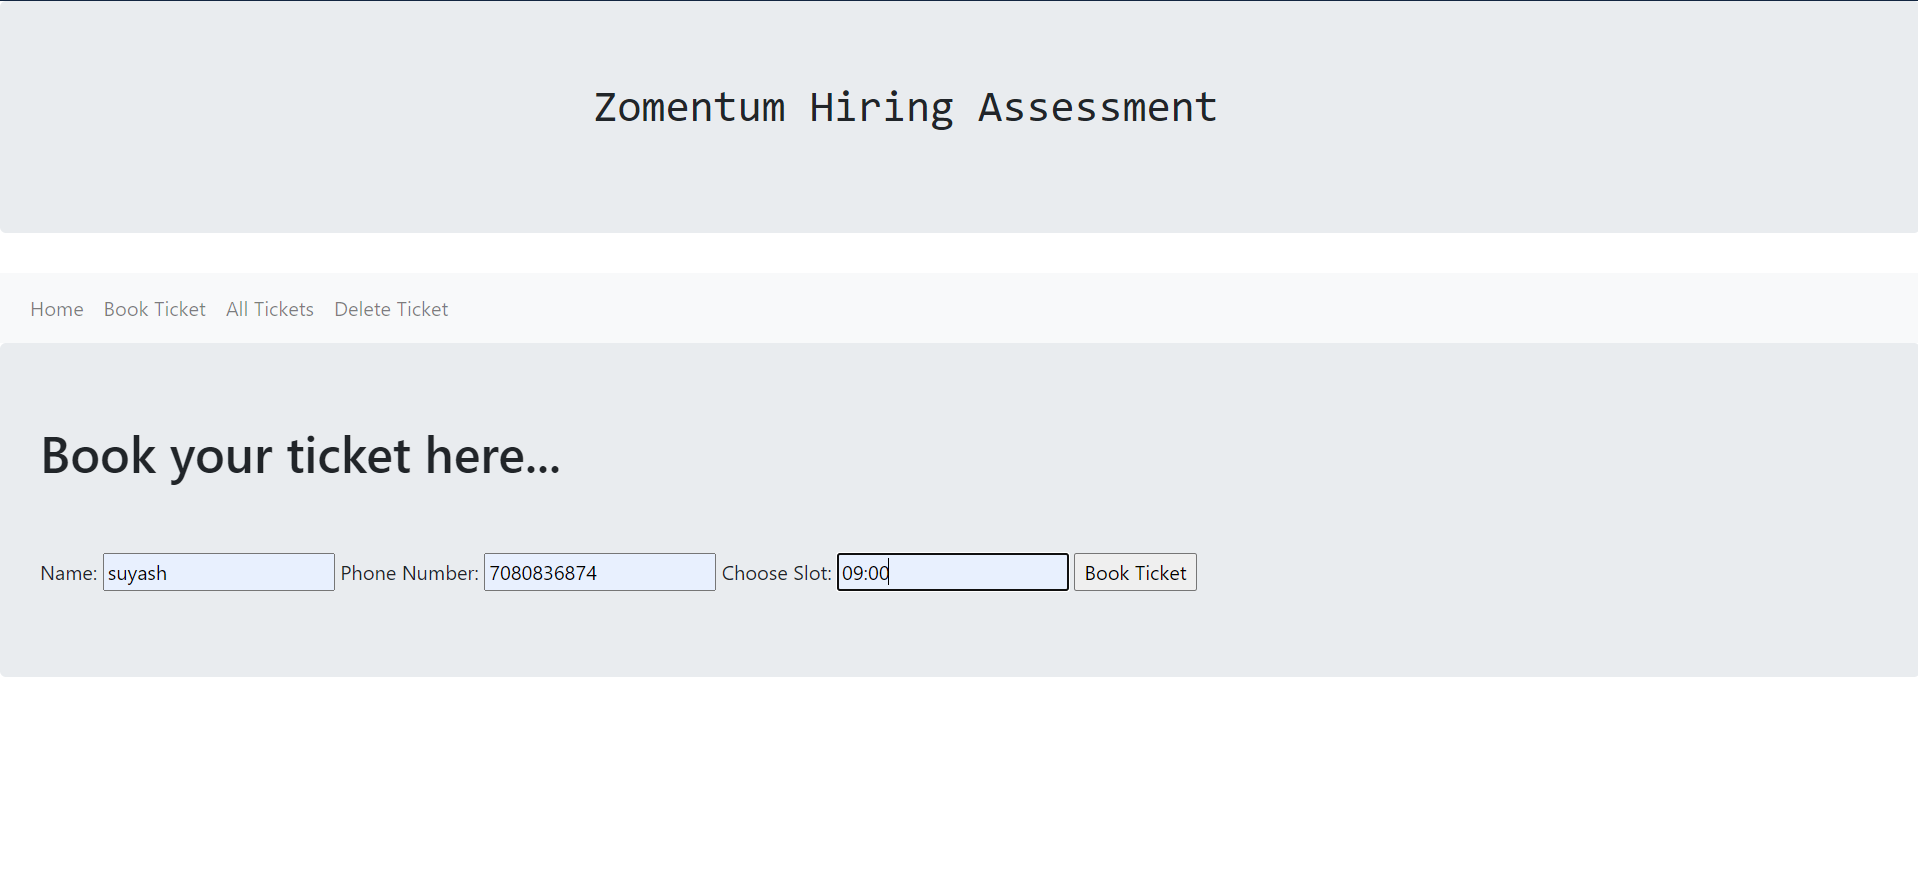 Zomentum Hiring Assessment
Home Book Ticket All Tickets Delete Ticket
Book your ticket here...
Name: suyash Phone Number: 7080836874 Choose Slot: 09:00 Book Ticket